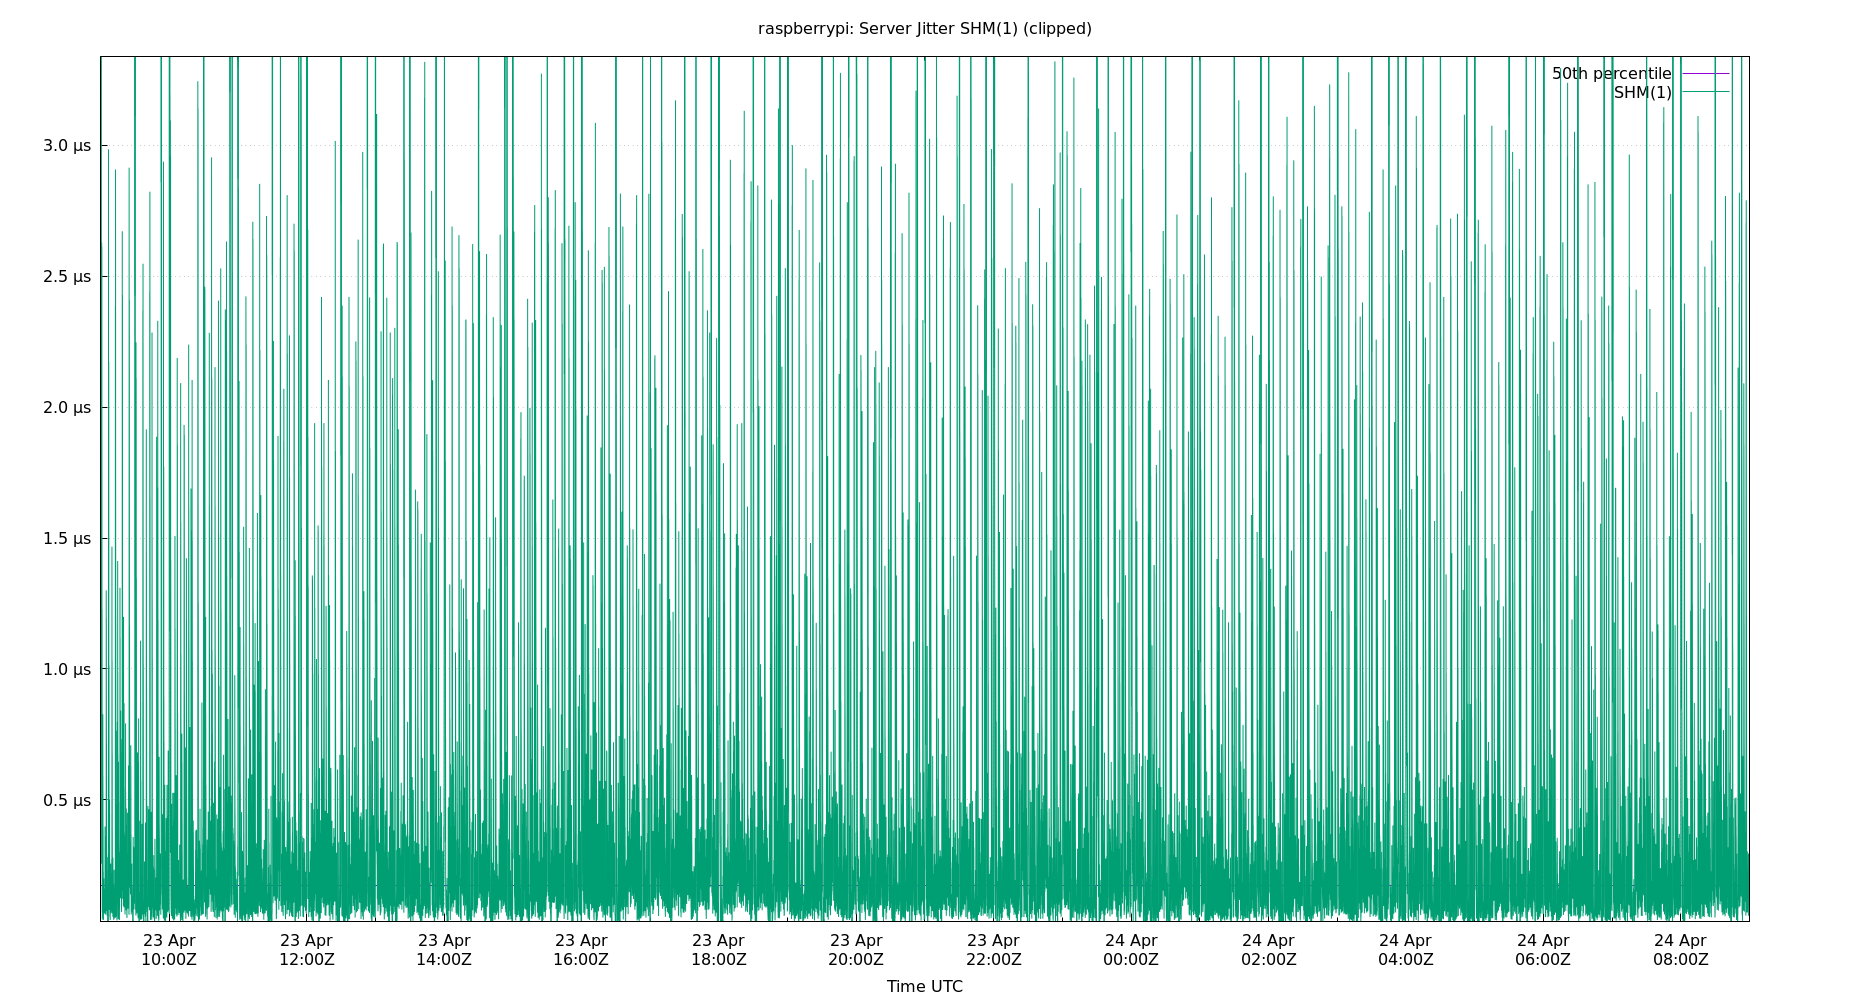 raspberrypi: Server Jitter SHM(1) (clipped)
50th percentile
SHM(1)
3.0 µs
2.5 µs
2.0 µs
1.5 µs
1.0 µs
0.5 µs
23 Apr 23 Apr 23 Apr 23 Apr 23 Apr 23 Apr 23 Apr 24 Apr 24 Apr 24 Apr 24 Apr 24 Apr
10:00Z 12:00Z 14:00Z 16:00Z 18:00Z 20:00Z 22:00Z 00:00Z 02:00Z 04:00Z 06:00Z 08:00Z
Time UTC